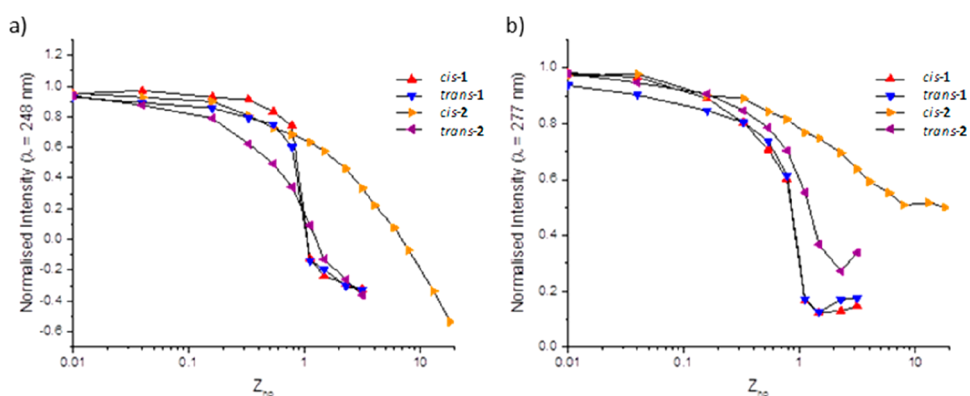 a)
Normalised Intensity (λ = 248 nm)
1.2
1.0
0.8
0.6
0.4
0.2
0.0
-0.2
-0.4
-0.6
0.01
0.1
1
10
cis-1
trans-1
cis-2
trans-2
b)
Normalised Intensity (λ = 277 nm)
1.0
0.8
0.6
0.4
0.2
0.0
0.01
0.1
1
10
cis-1
trans-1
cis-2
trans-2